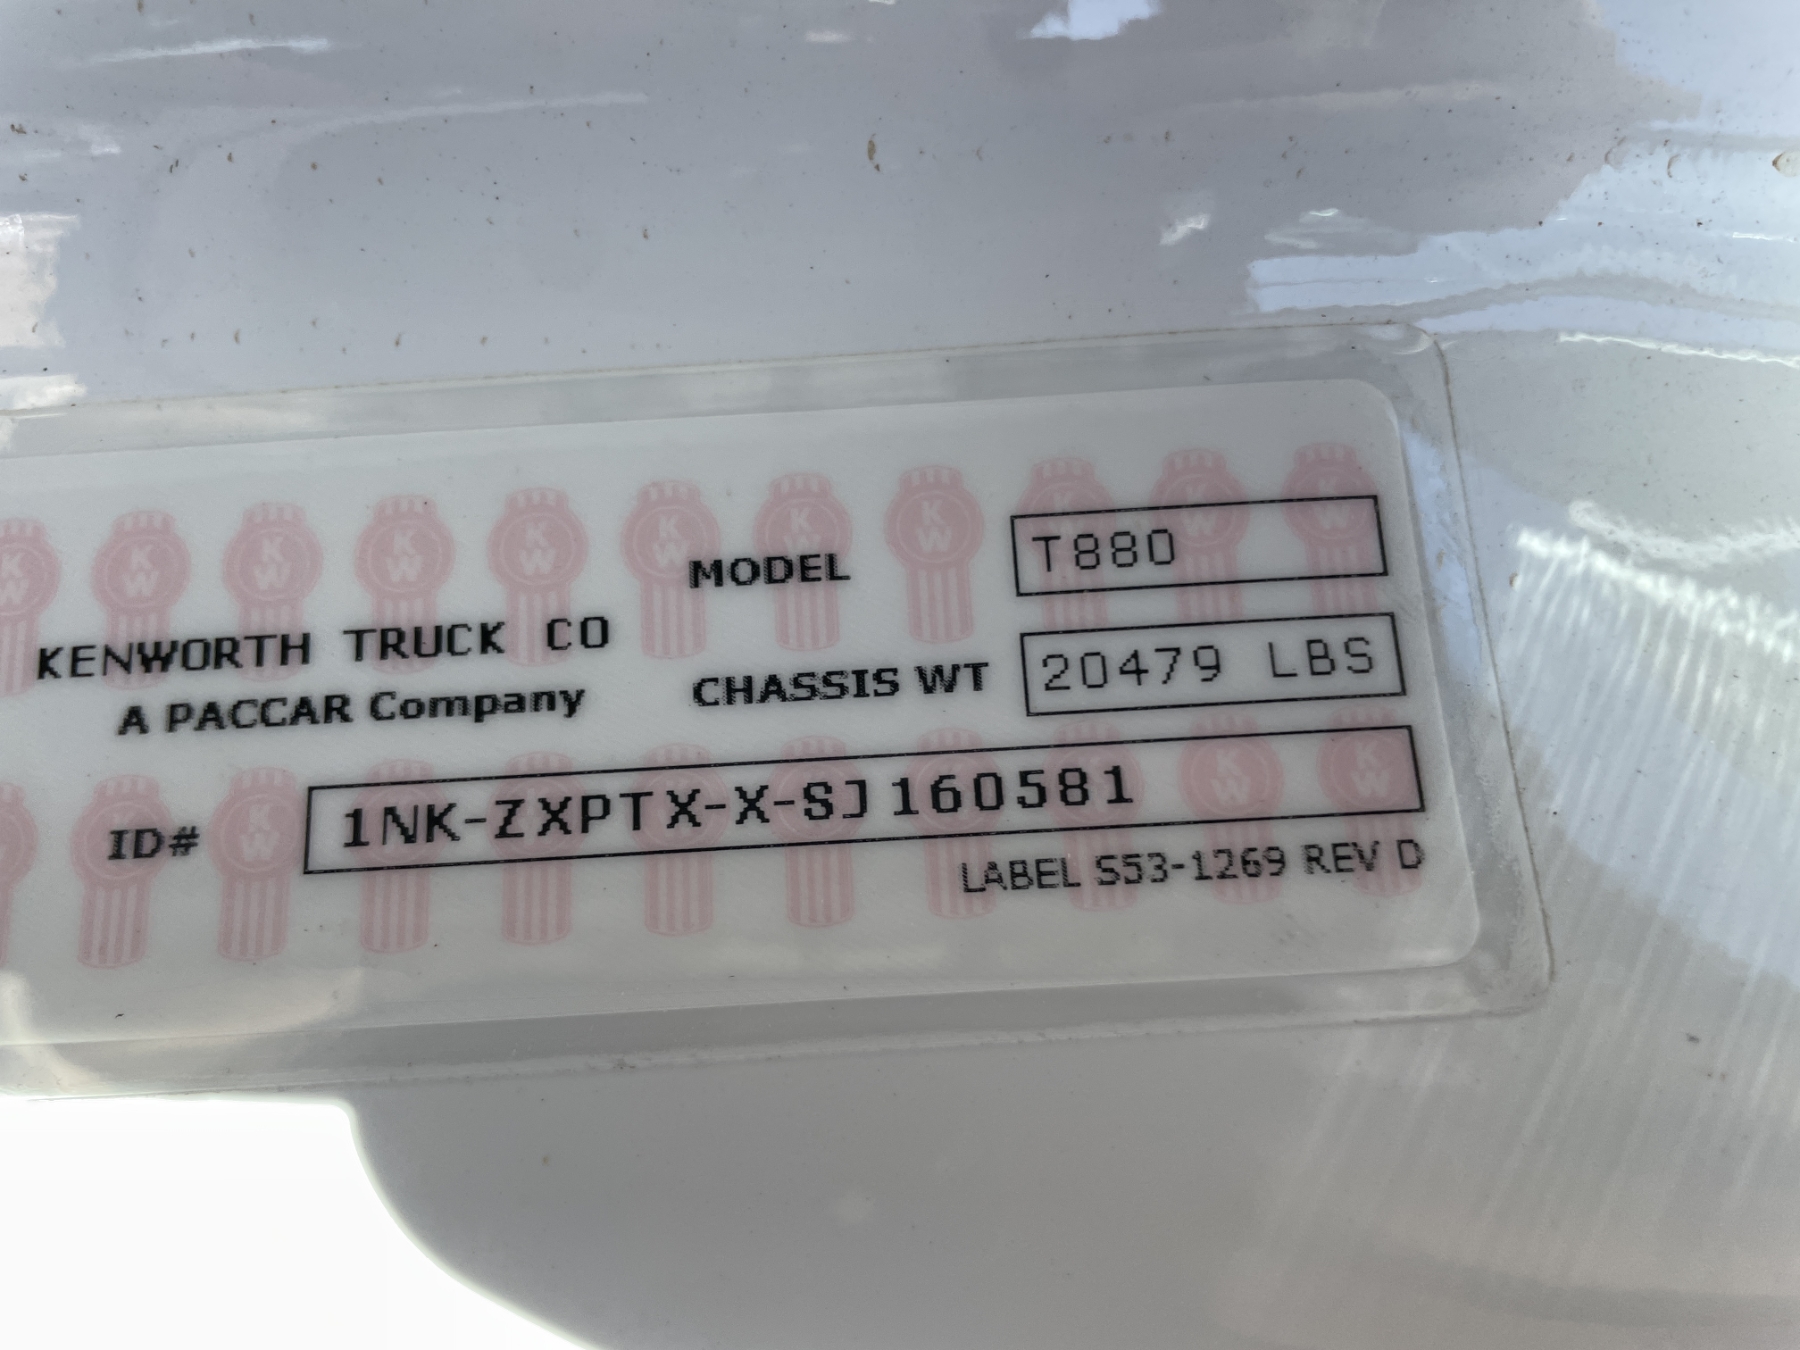 MODEL T880
KENWORTH TRUCK CO
A PACCAR Company
CHASSIS WT 20479 LBS
ID# 1NK-ZXPTX-X-SJ160581
LABEL S53-1269 REV D